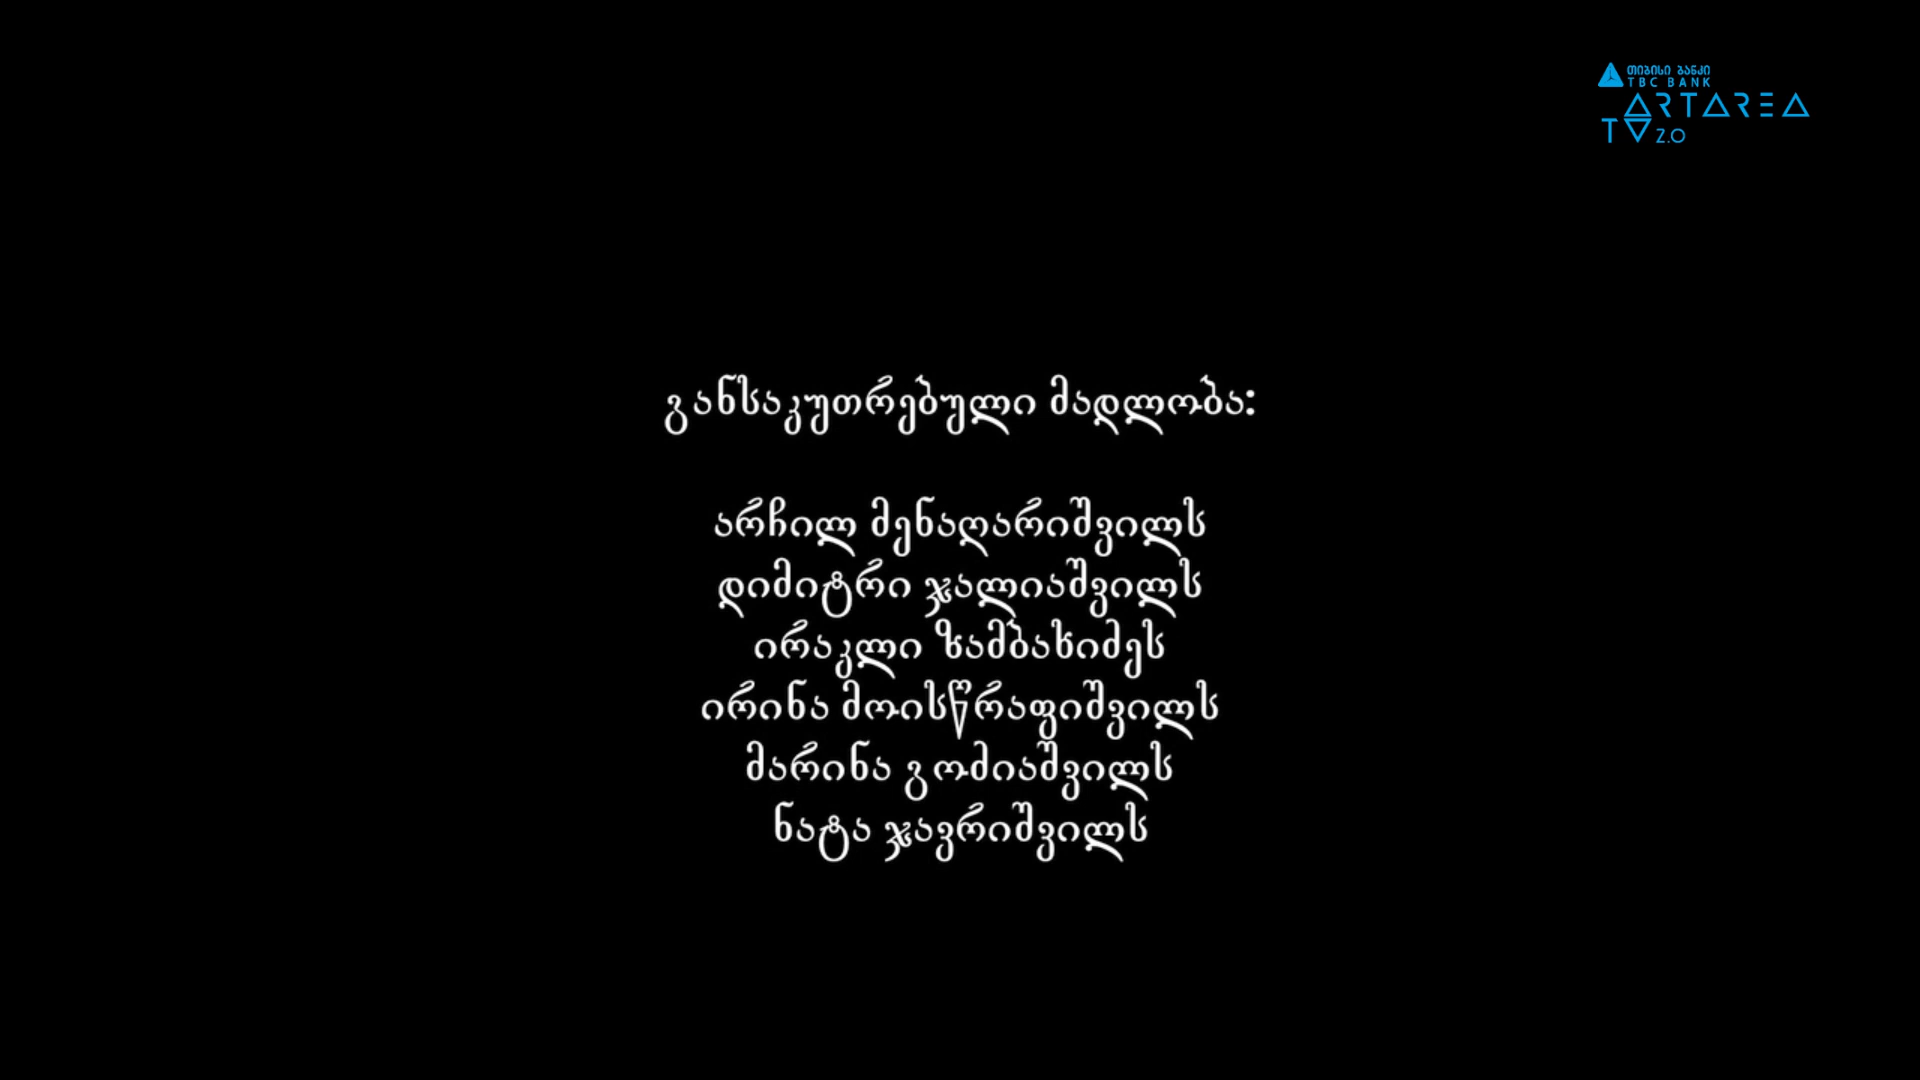 თიბისი ბანკი
TBC BANK
ARTAREA
TV 2.0
განსაკუთრებული მადლობა:
არჩილ მენაღარიშვილს
დიმიტრი ჯალიაშვილს
ირაკლი ზამბახიძეს
ირინა მოისწრაფიშვილს
მარინა გომიაშვილს
ნატა ჯავრიშვილს